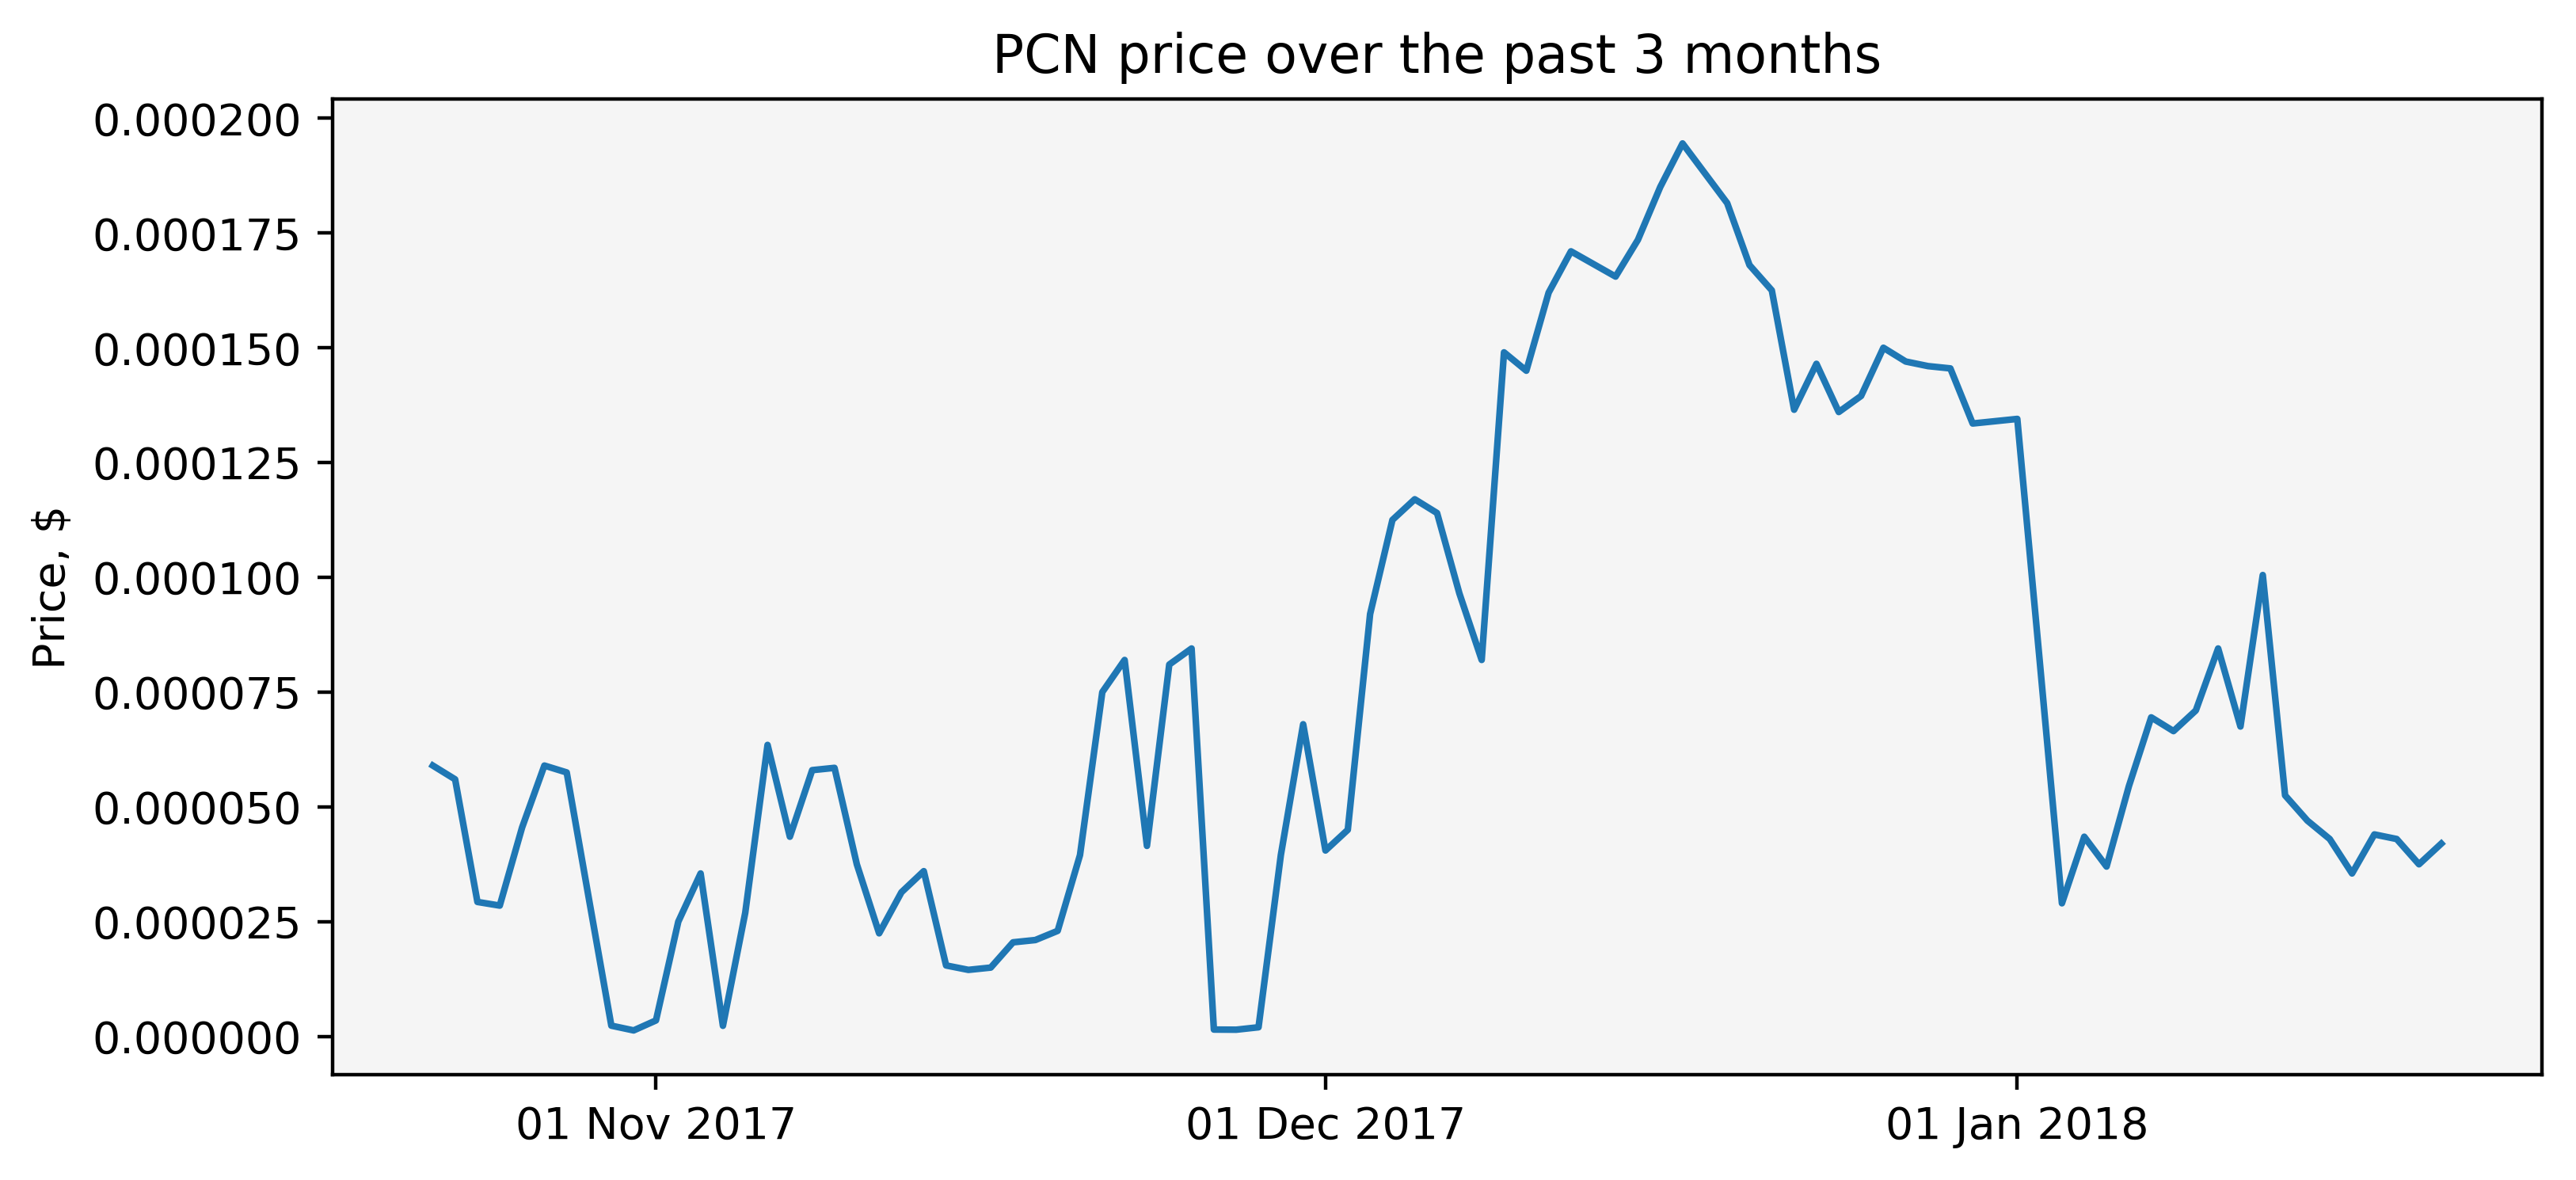 PCN price over the past 3 months
0.000200
0.000175
0.000150
0.000125
0.000100
0.000075
0.000050
0.000025
0.000000
Price, $
01 Nov 2017
01 Dec 2017
01 Jan 2018